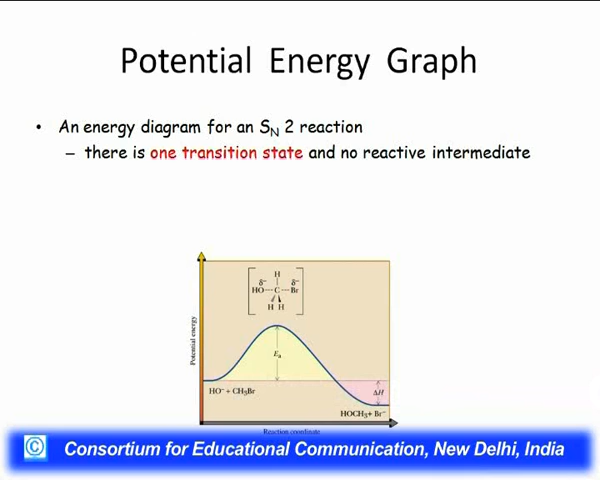 Potential Energy Graph
• An energy diagram for an SN 2 reaction
– there is one transition state and no reactive intermediate
H
δ− δ−
HO---C---Br
H H
Potential energy
Ea
HO− + CH3Br
ΔH
HOCH3 + Br−
Reaction coordinate
© Consortium for Educational Communication, New Delhi, India